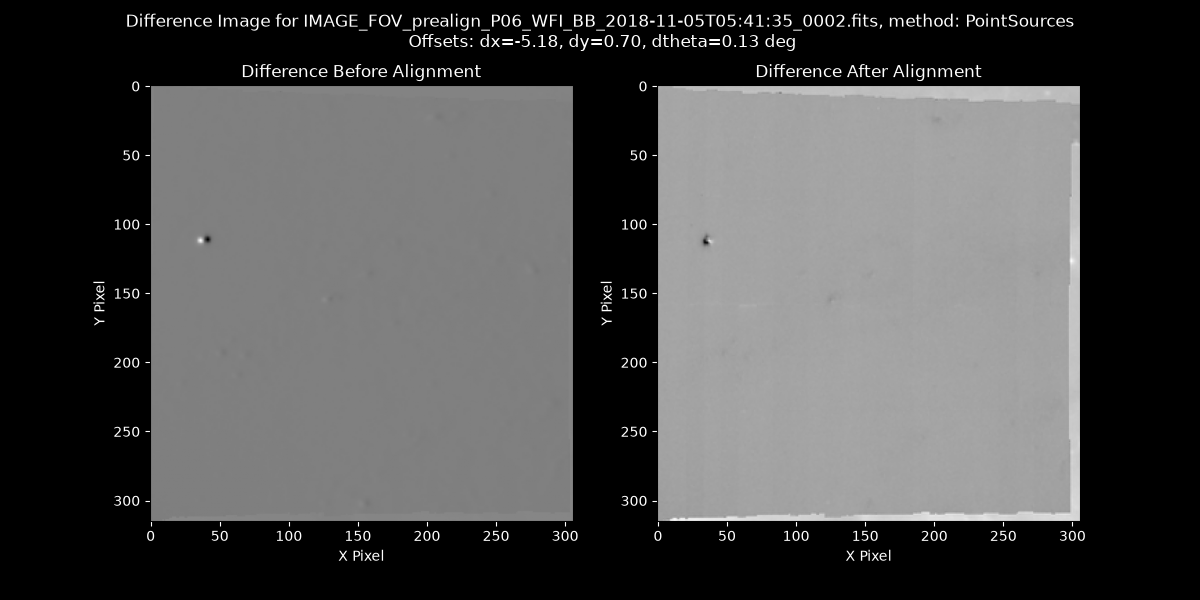 Difference Image for IMAGE_FOV_prealign_P06_WFI_BB_2018-11-05T05:41:35_0002.fits, method: PointSources
Offsets: dx=-5.18, dy=0.70, dtheta=0.13 deg
Difference Before Alignment
0
50
100
150
200
250
300
Y Pixel
0 50 100 150 200 250 300
X Pixel
Difference After Alignment
0
50
100
150
200
250
300
Y Pixel
0 50 100 150 200 250 300
X Pixel